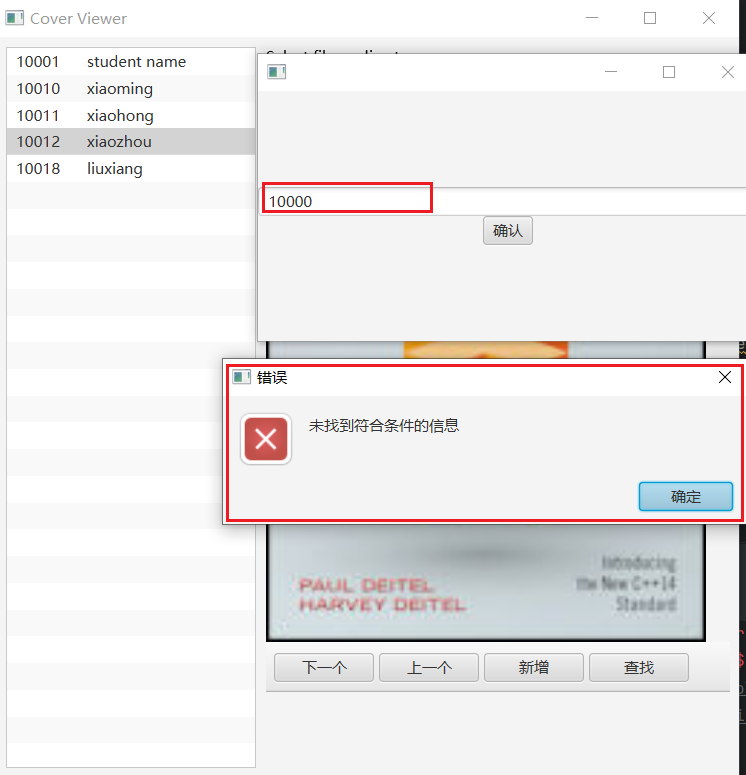 Cover Viewer
10001 student name
10010 xiaoming
10011 xiaohong
10012 xiaozhou
10018 liuxiang
10000
确认
错误
未找到符合条件的信息
确定
Introducing
the New C++14
Standard
PAUL DEITEL
HARVEY DEITEL
下一个
上一个
新增
查找